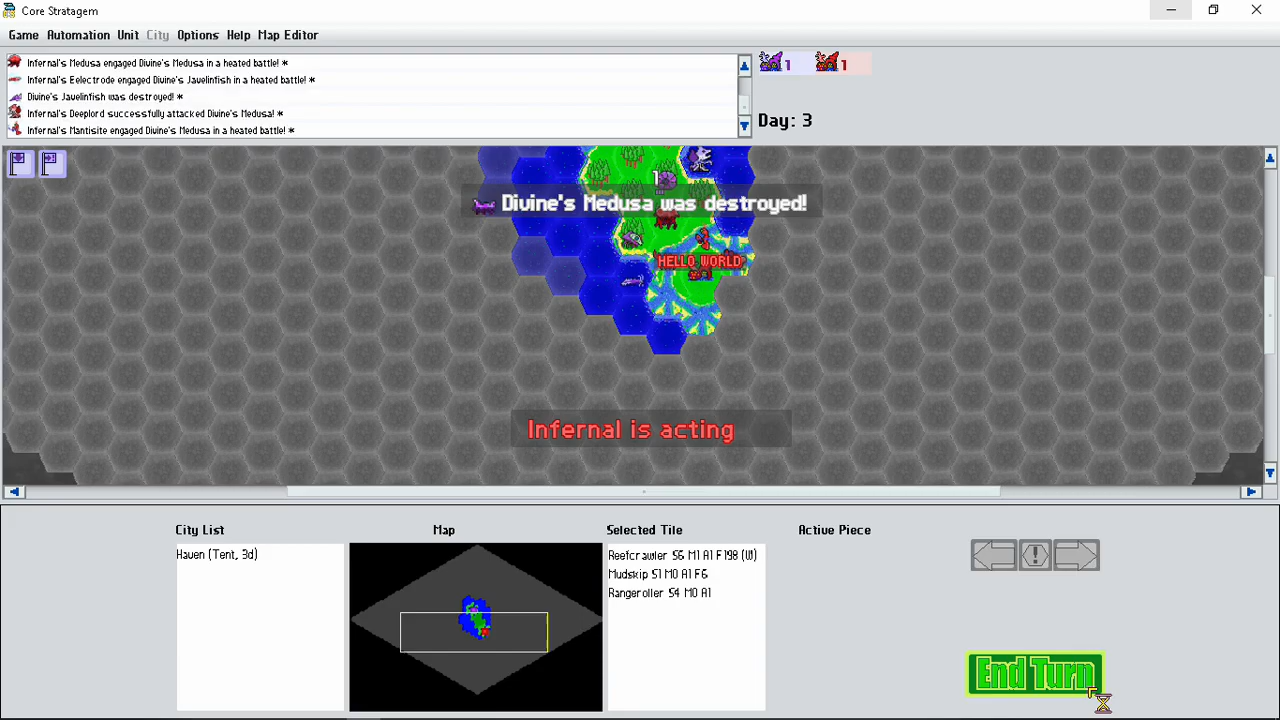 Core Stratagem
Game Automation Unit City Options Help Map Editor
Infernal's Medusa engaged Divine's Medusa in a heated battle! *
Infernal's Eelectrode engaged Divine's Javelinfish in a heated battle! *
Divine's Javelinfish was destroyed! *
Infernal's Deeplord successfully attacked Divine's Medusa! *
Infernal's Mantisite engaged Divine's Medusa in a heated battle! *
1 1
Day: 3
1
Divine's Medusa was destroyed!
HELLO WORLD
Infernal is acting
City List Map Selected Tile Active Piece
Haven (Tent, 3d)
Reefcrawler S6 M1 A1 F198 (W)
Mudskip S1 M0 A1 F6
Rangeroller S4 M0 A1
End Turn